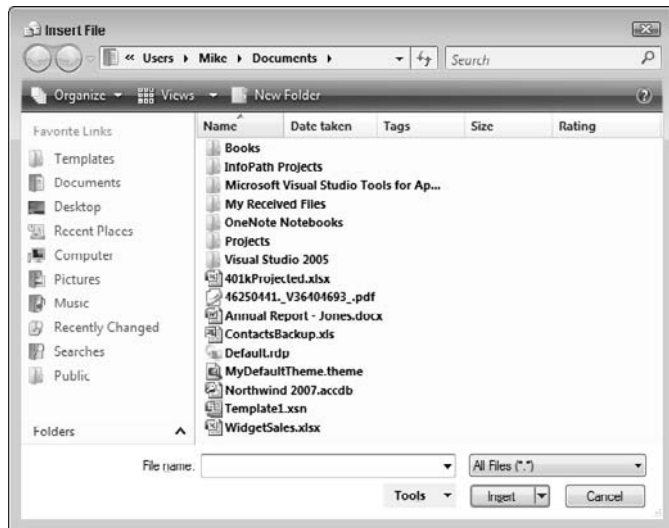 Insert File
« Users Mike Documents
Search
Organize Views New Folder
Favorite Links
Templates
Documents
Desktop
Recent Places
Computer
Pictures
Music
Recently Changed
Searches
Public
Folders
Name Date taken Tags Size Rating
Books
InfoPath Projects
Microsoft Visual Studio Tools for Ap...
My Received Files
OneNote Notebooks
Projects
Visual Studio 2005
401kProjected.xlsx
46250441._V36404693_.pdf
Annual Report - Jones.docx
ContactsBackup.xls
Default.rdp
MyDefaultTheme.theme
Northwind 2007.accdb
Template1.xsn
WidgetSales.xlsx
File name:
All Files (*.*)
Tools Insert Cancel